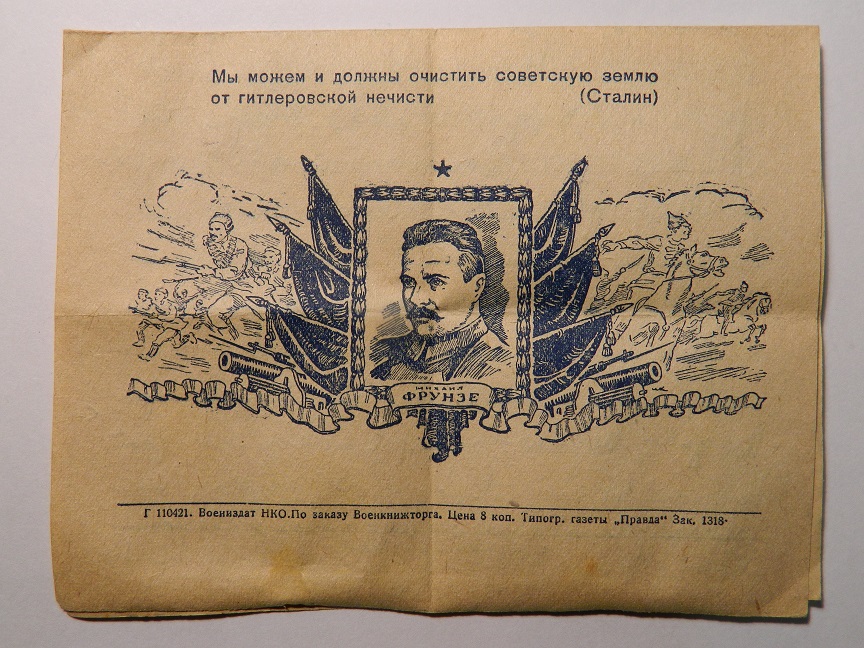 Мы можем и должны очистить советскую землю
от гитлеровской нечисти (Сталин)
МИХАИЛ
ФРУНЗЕ
Г 110421. Воениздат НКО.По заказу Военкнижторга. Цена 8 коп. Типогр. газеты „Правда" Зак. 1318.